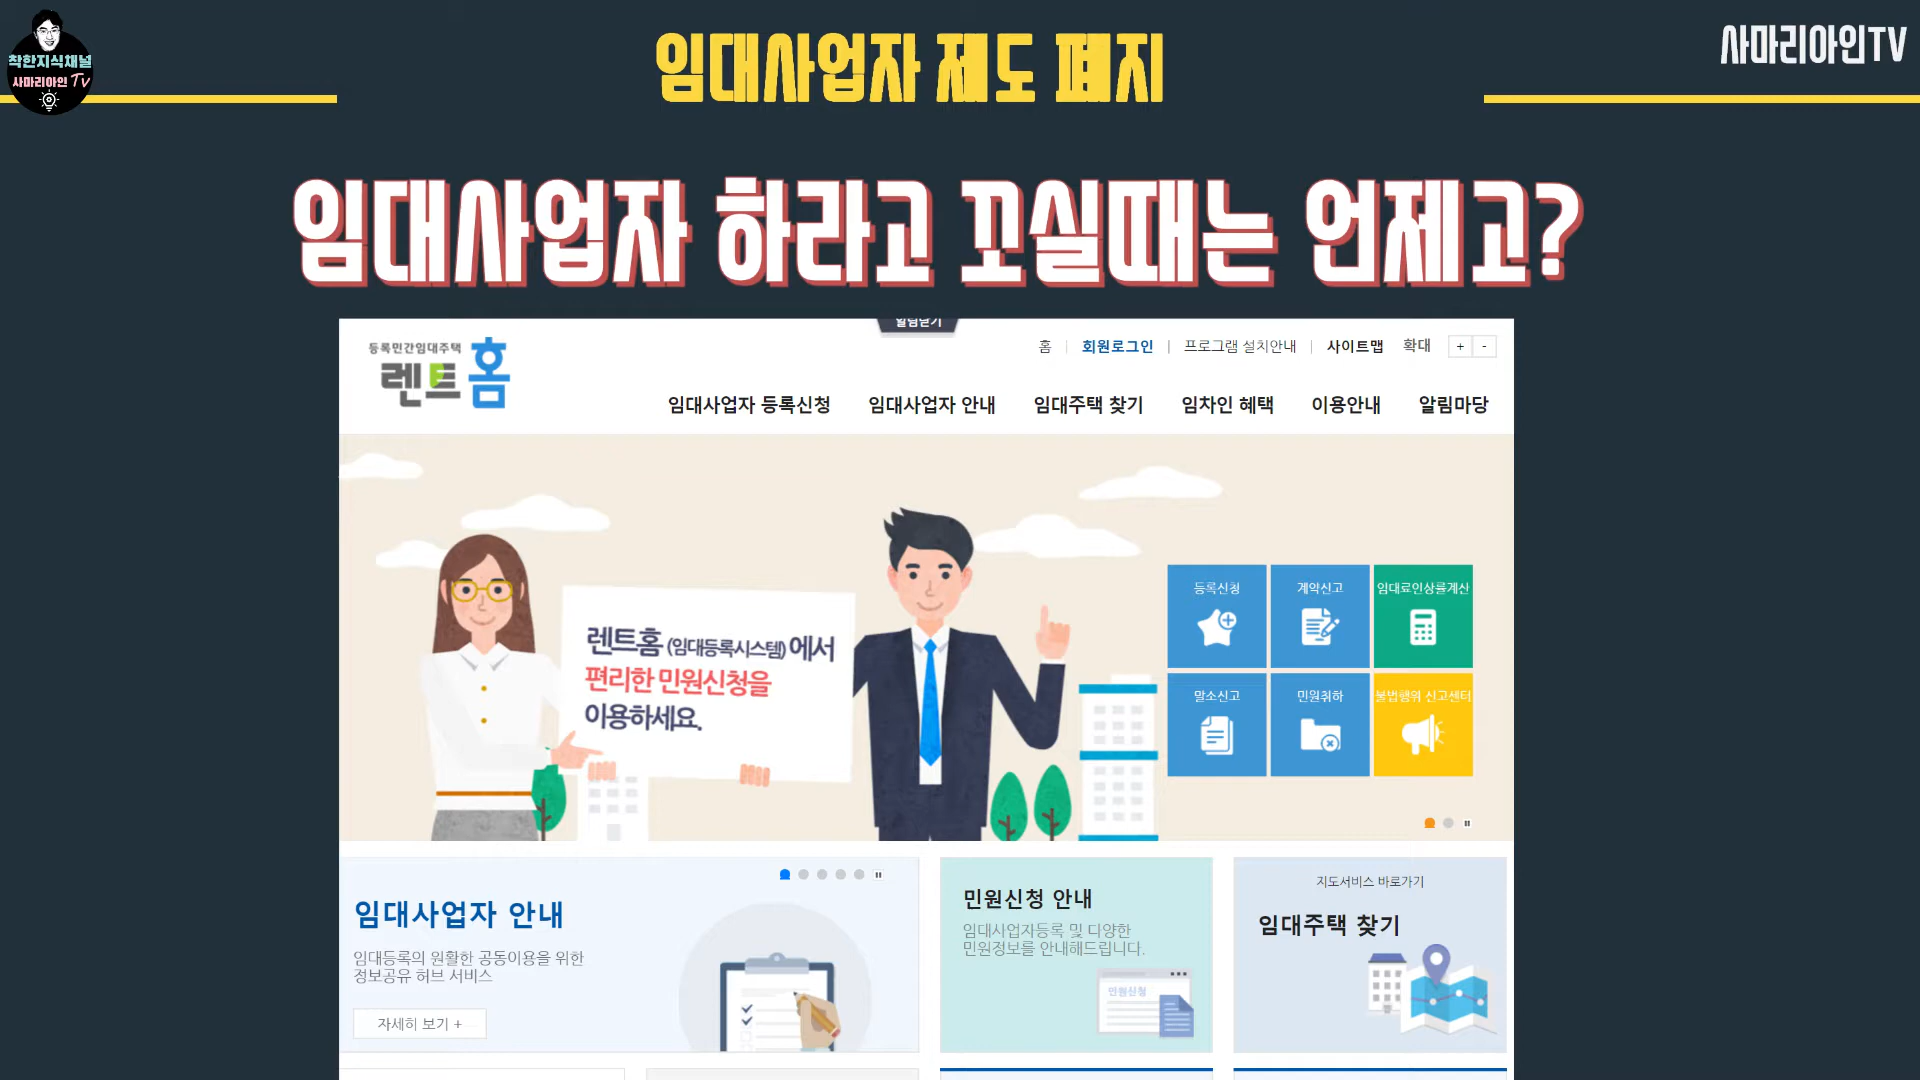 착한지식채널
사마리아인 TV
임대사업자 제도 폐지
사마리아인TV
임대사업자 하라고 꼬실때는 언제고?
알림닫기
등록민간임대주택
렌트홈
홈 | 회원로그인 | 프로그램 설치안내 | 사이트맵 확대 + -
임대사업자 등록신청 임대사업자 안내 임대주택 찾기 임차인 혜택 이용안내 알림마당
렌트홈 (임대등록시스템)에서
편리한 민원신청을
이용하세요.
등록신청 계약신고 임대료인상률계산
말소신고 민원취하 불법행위 신고센터
임대사업자 안내
임대등록의 원활한 공동이용을 위한
정보공유 허브 서비스
자세히 보기 +
민원신청 안내
임대사업자등록 및 다양한
민원정보를 안내해드립니다.
민원신청
지도서비스 바로가기
임대주택 찾기